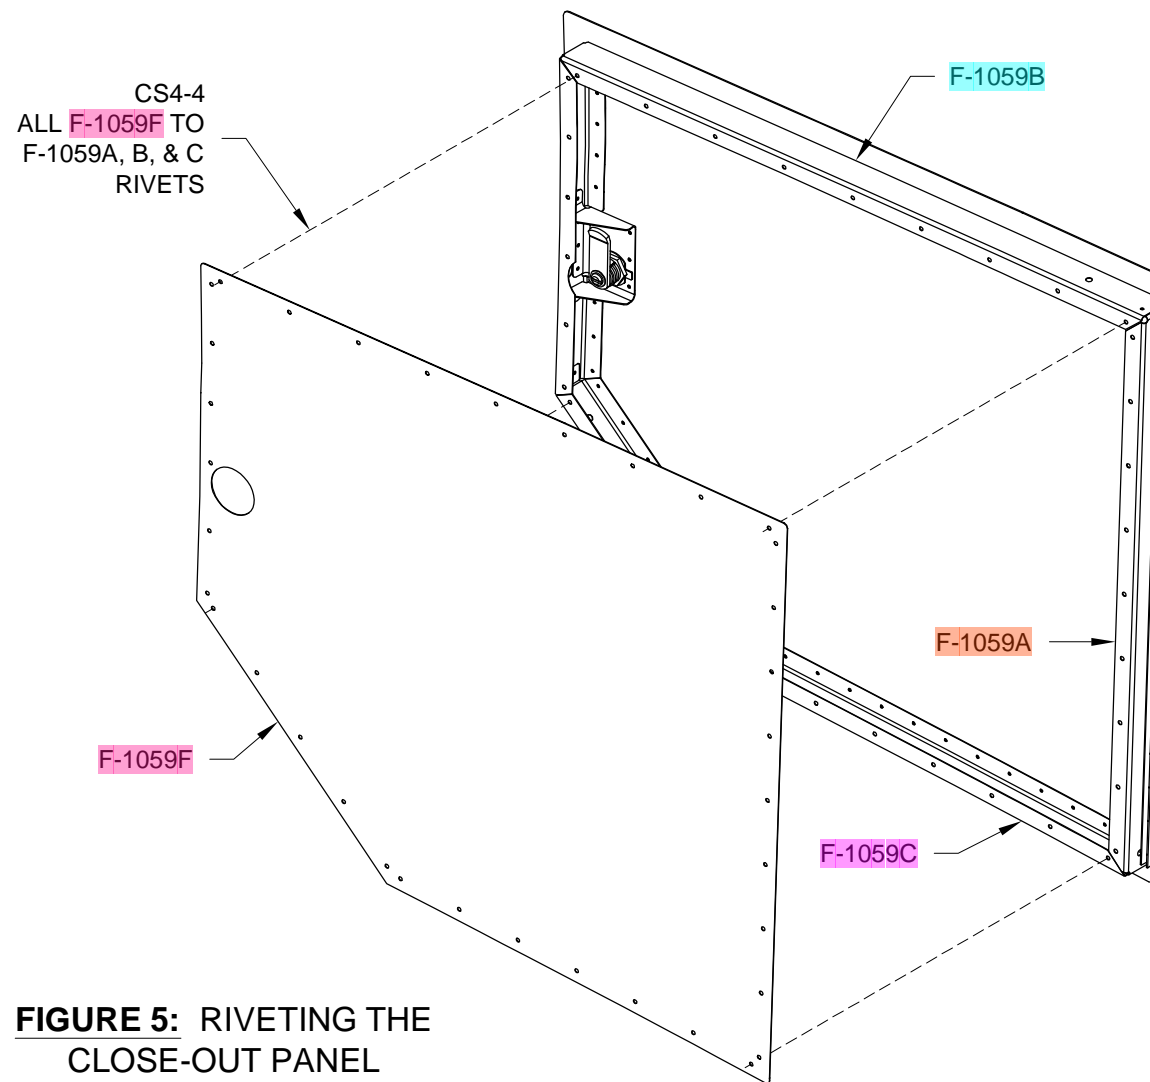 CS4-4
ALL F-1059F TO
F-1059A, B, & C
RIVETS
F-1059B
F-1059A
F-1059F
F-1059C
FIGURE 5: RIVETING THE
CLOSE-OUT PANEL